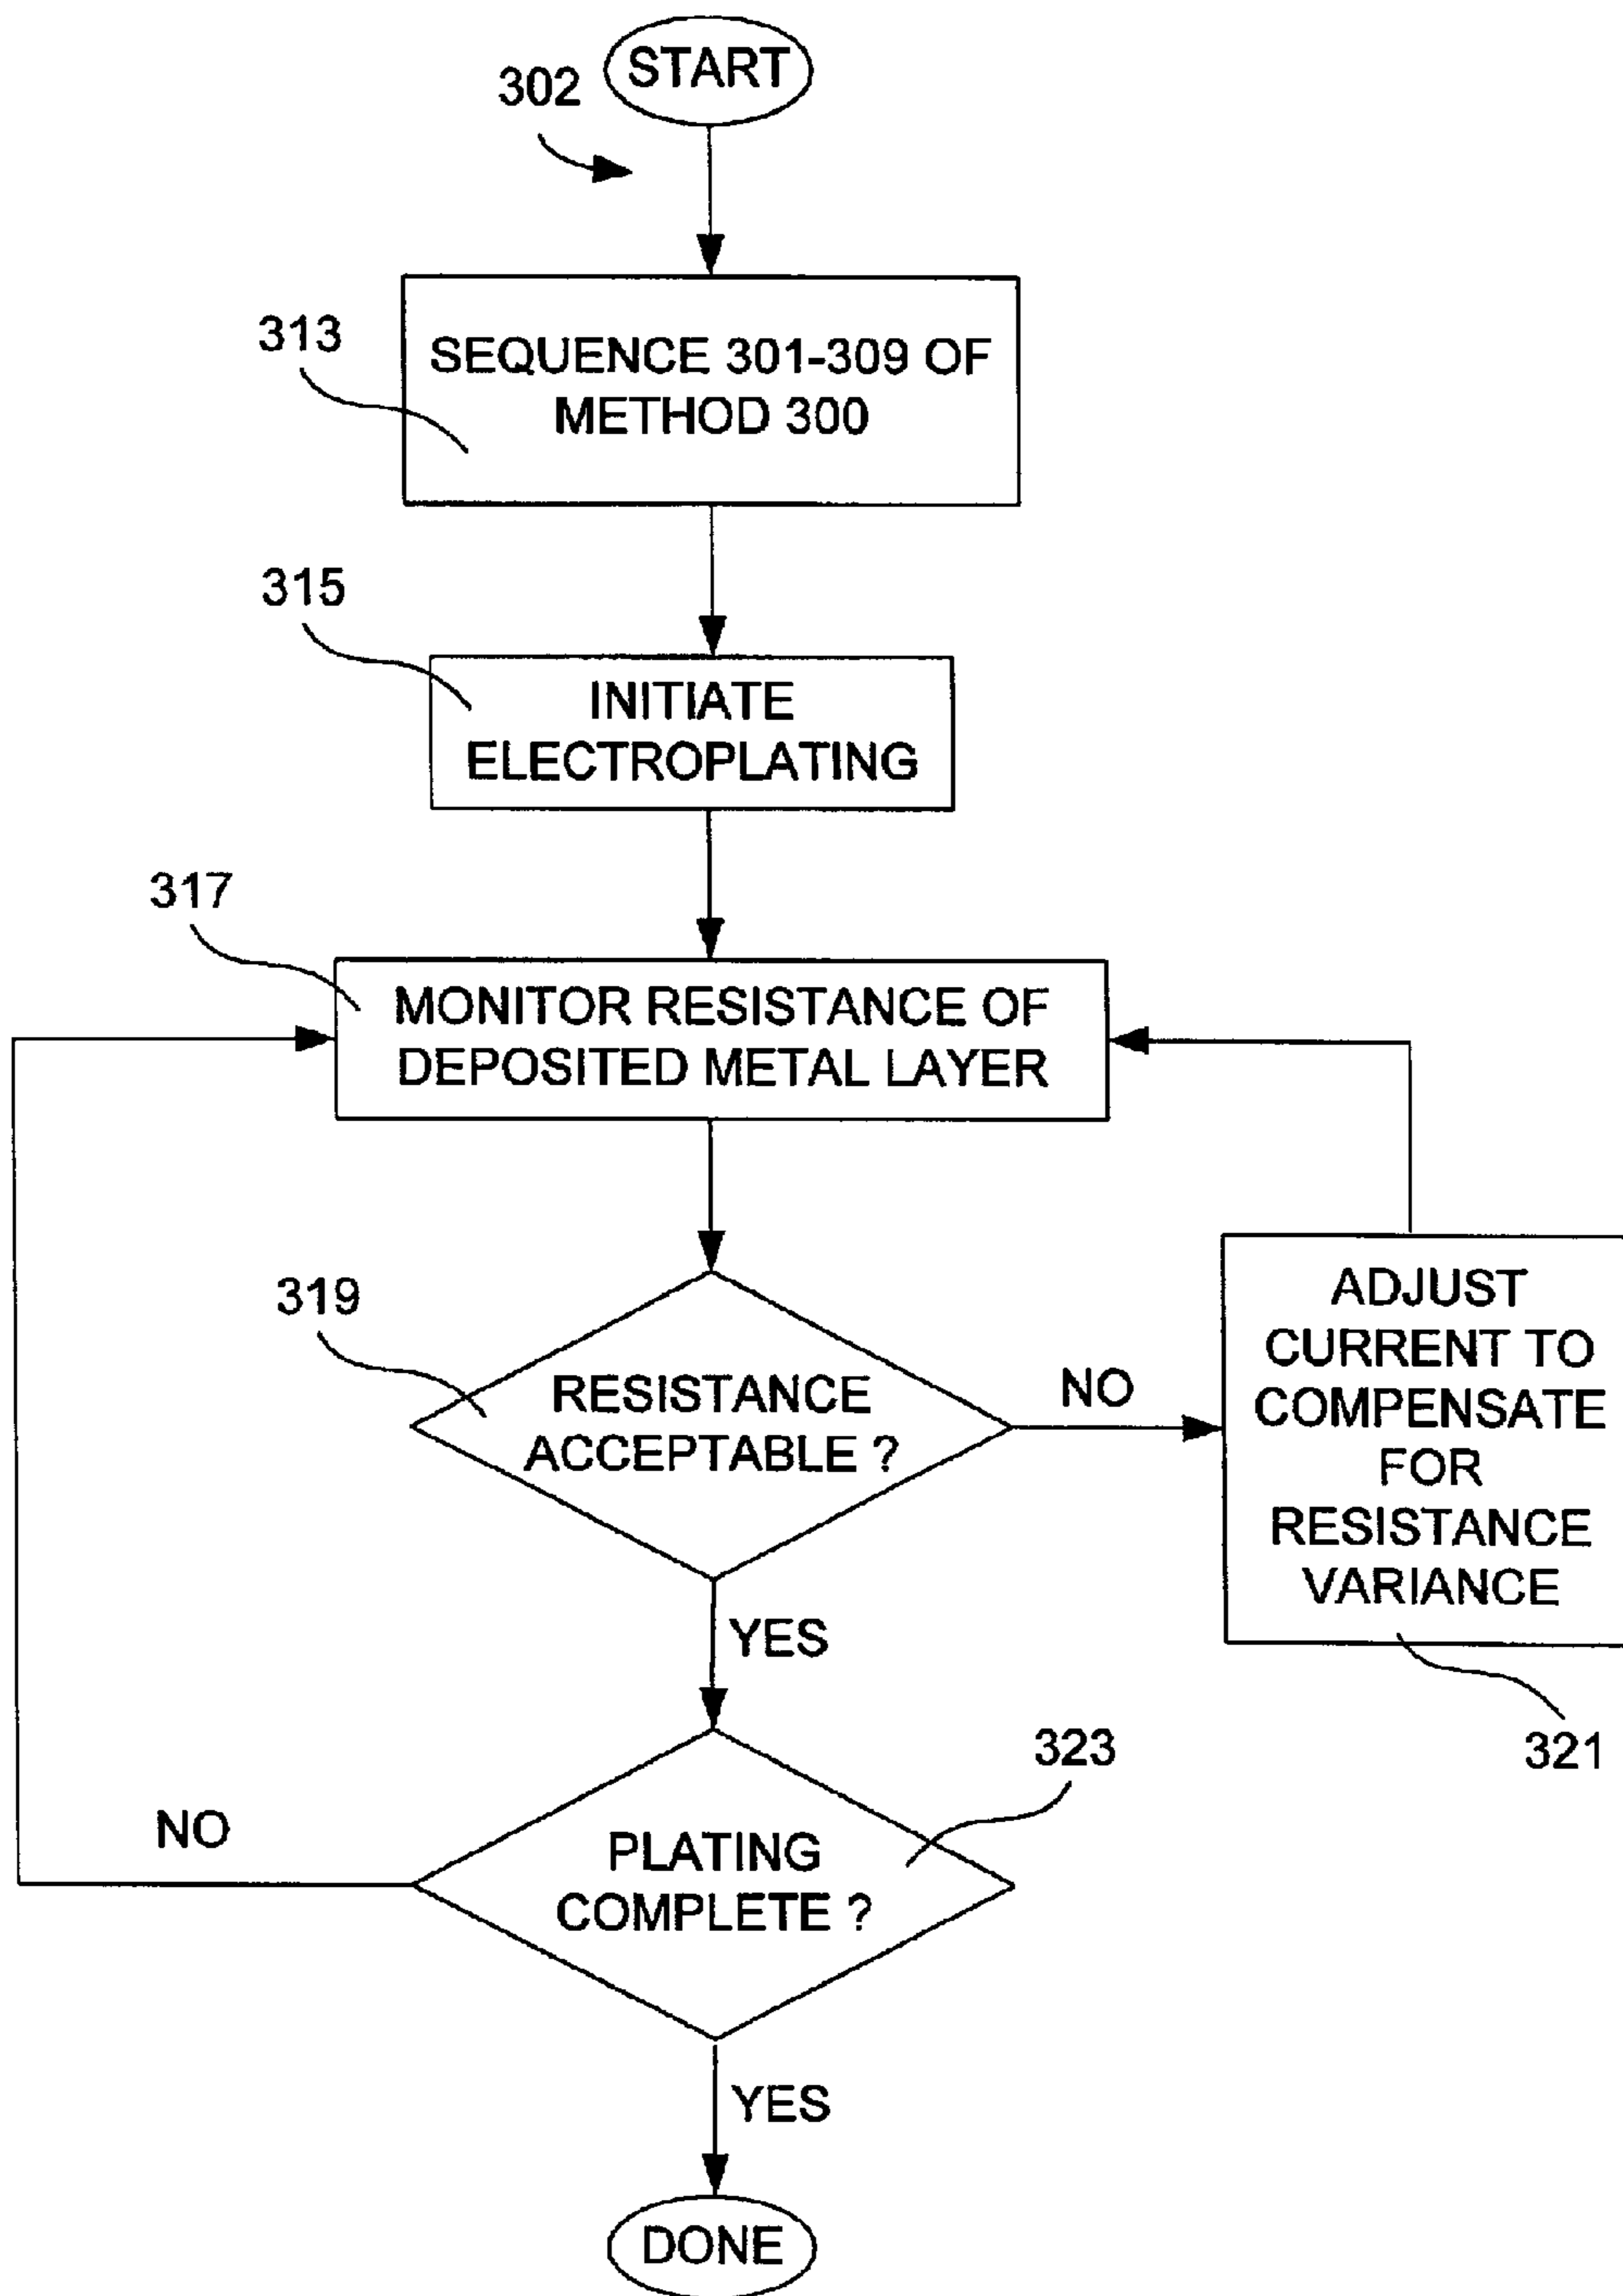 START
302
313
SEQUENCE 301-309 OF
METHOD 300
315
INITIATE
ELECTROPLATING
317
MONITOR RESISTANCE OF
DEPOSITED METAL LAYER
319
RESISTANCE
ACCEPTABLE ?
NO
ADJUST
CURRENT TO
COMPENSATE
FOR
RESISTANCE
VARIANCE
321
YES
323
PLATING
COMPLETE ?
NO
YES
DONE